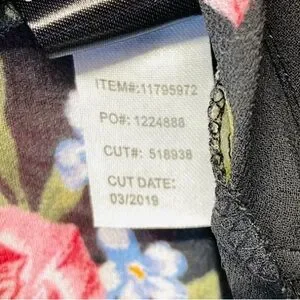 ITEM#:11795972
PO#: 1224888
CUT#: 518938
CUT DATE:
03/2019